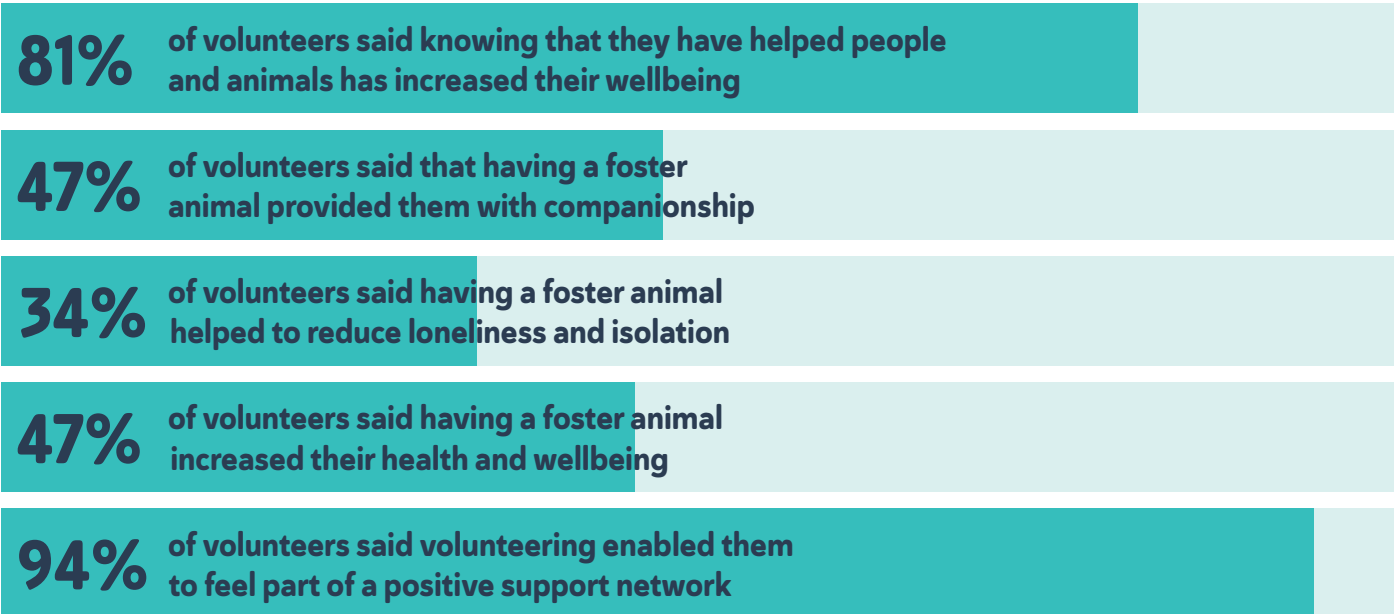 81% of volunteers said knowing that they have helped people
and animals has increased their wellbeing
47% of volunteers said that having a foster
animal provided them with companionship
34% of volunteers said having a foster animal
helped to reduce loneliness and isolation
47% of volunteers said having a foster animal
increased their health and wellbeing
94% of volunteers said volunteering enabled them
to feel part of a positive support network